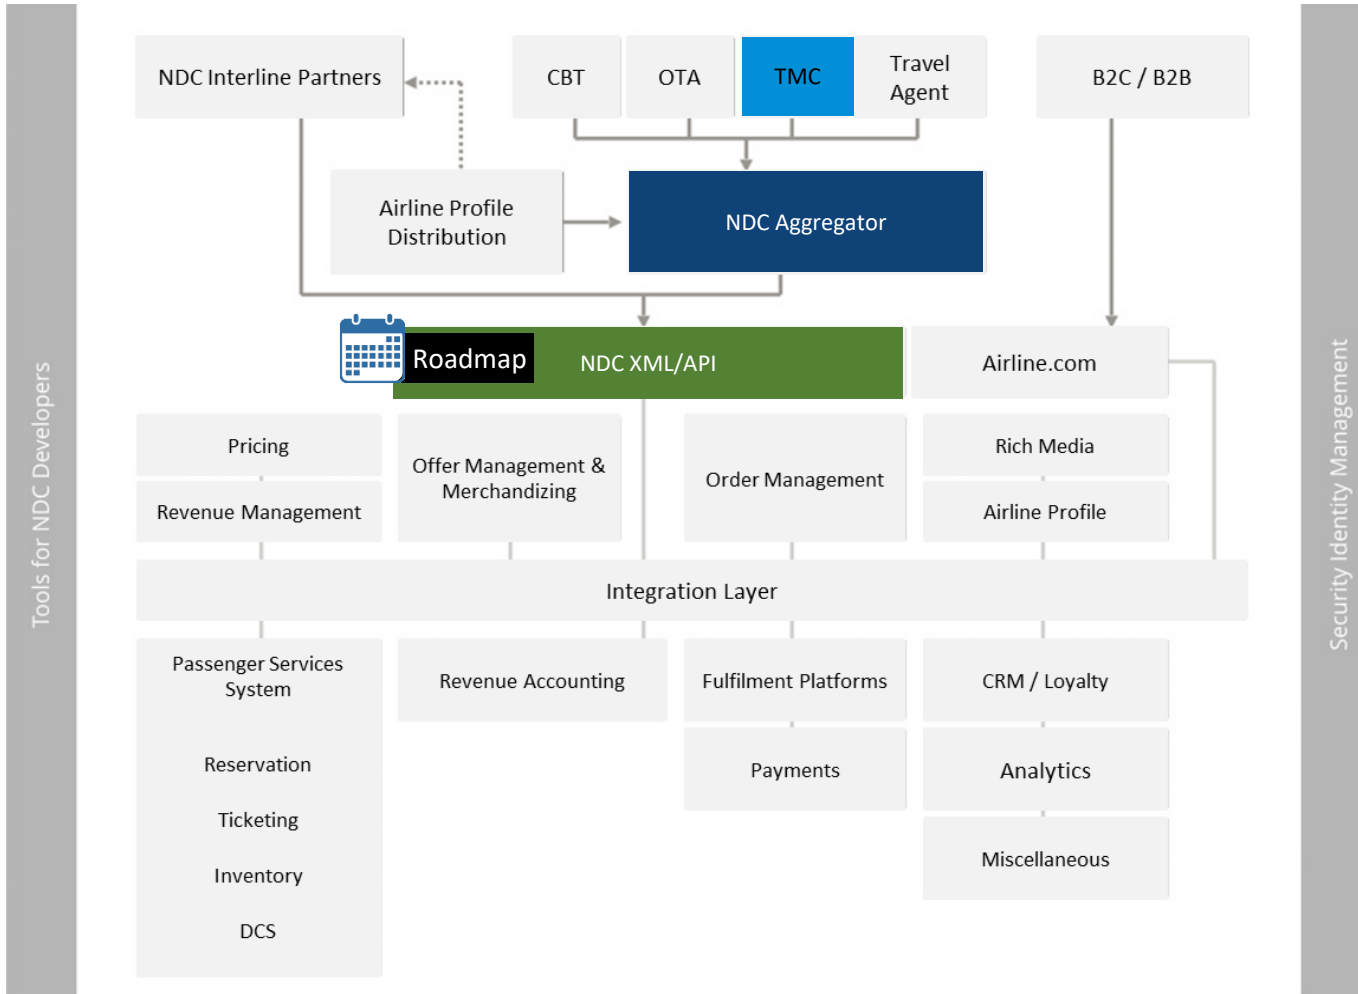 NDC Interline Partners
CBT
OTA
TMC
Travel
Agent
B2C / B2B
Airline Profile
Distribution
NDC Aggregator
Roadmap
NDC XML/API
Airline.com
Pricing
Revenue Management
Offer Management &
Merchandizing
Order Management
Rich Media
Airline Profile
Integration Layer
Passenger Services
System
Reservation
Ticketing
Inventory
DCS
Revenue Accounting
Fulfilment Platforms
Payments
CRM / Loyalty
Analytics
Miscellaneous
Tools for NDC Developers
Security Identity Management